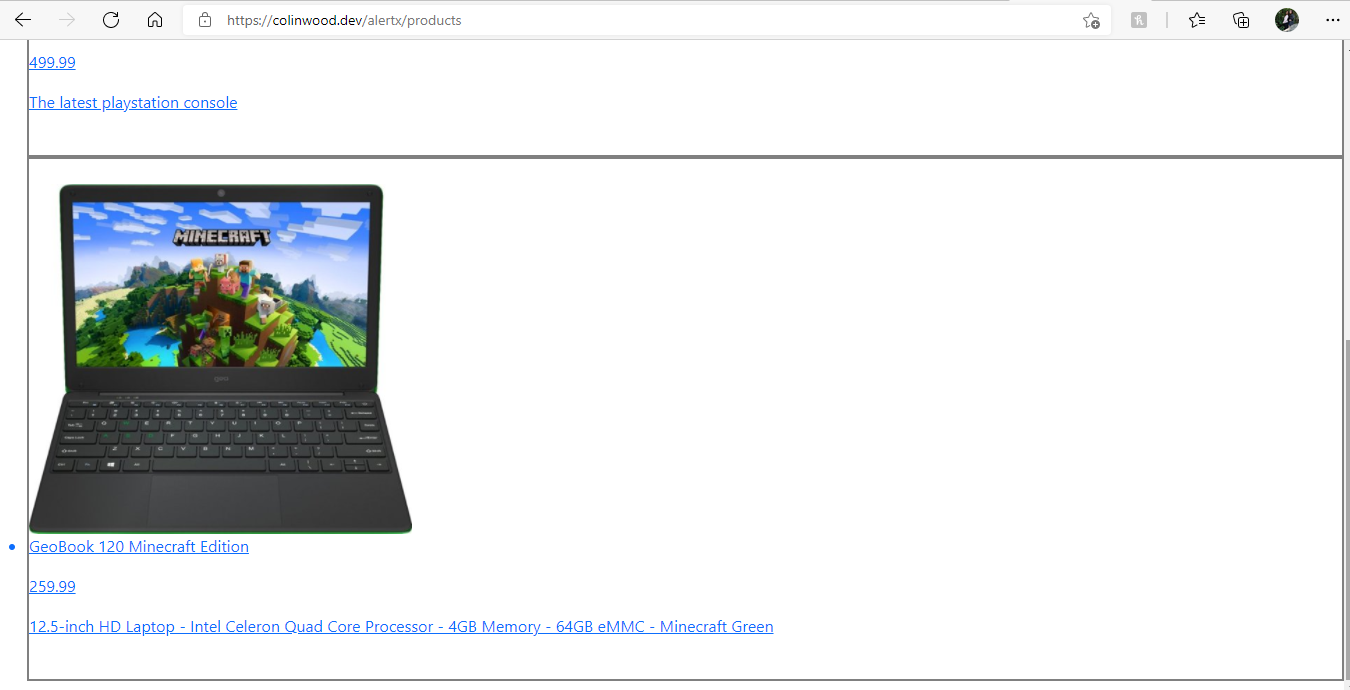 https://colinwood.dev/alertx/products
499.99
The latest playstation console
MINECRAFT
GEO
GeoBook 120 Minecraft Edition
259.99
12.5-inch HD Laptop - Intel Celeron Quad Core Processor - 4GB Memory - 64GB eMMC - Minecraft Green